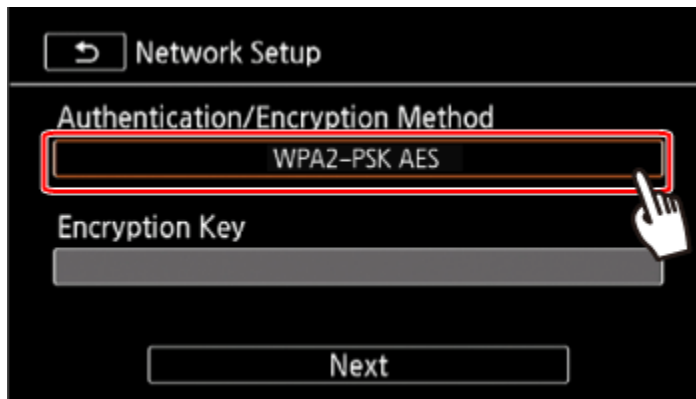 Network Setup
Authentication/Encryption Method
WPA2-PSK AES
Encryption Key
Next